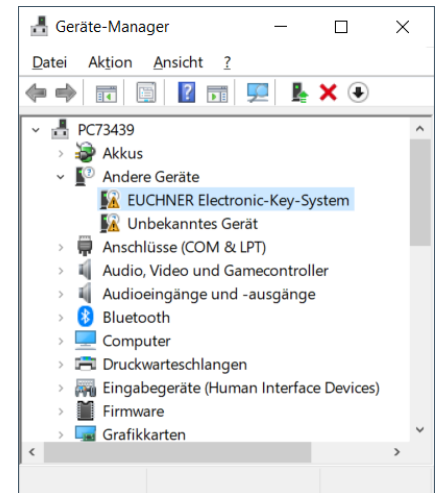 Geräte-Manager
Datei Aktion Ansicht ?
PC73439
Akkus
Andere Geräte
EUCHNER Electronic-Key-System
Unbekanntes Gerät
Anschlüsse (COM & LPT)
Audio, Video und Gamecontroller
Audioeingänge und -ausgänge
Bluetooth
Computer
Druckwarteschlangen
Eingabegeräte (Human Interface Devices)
Firmware
Grafikkarten